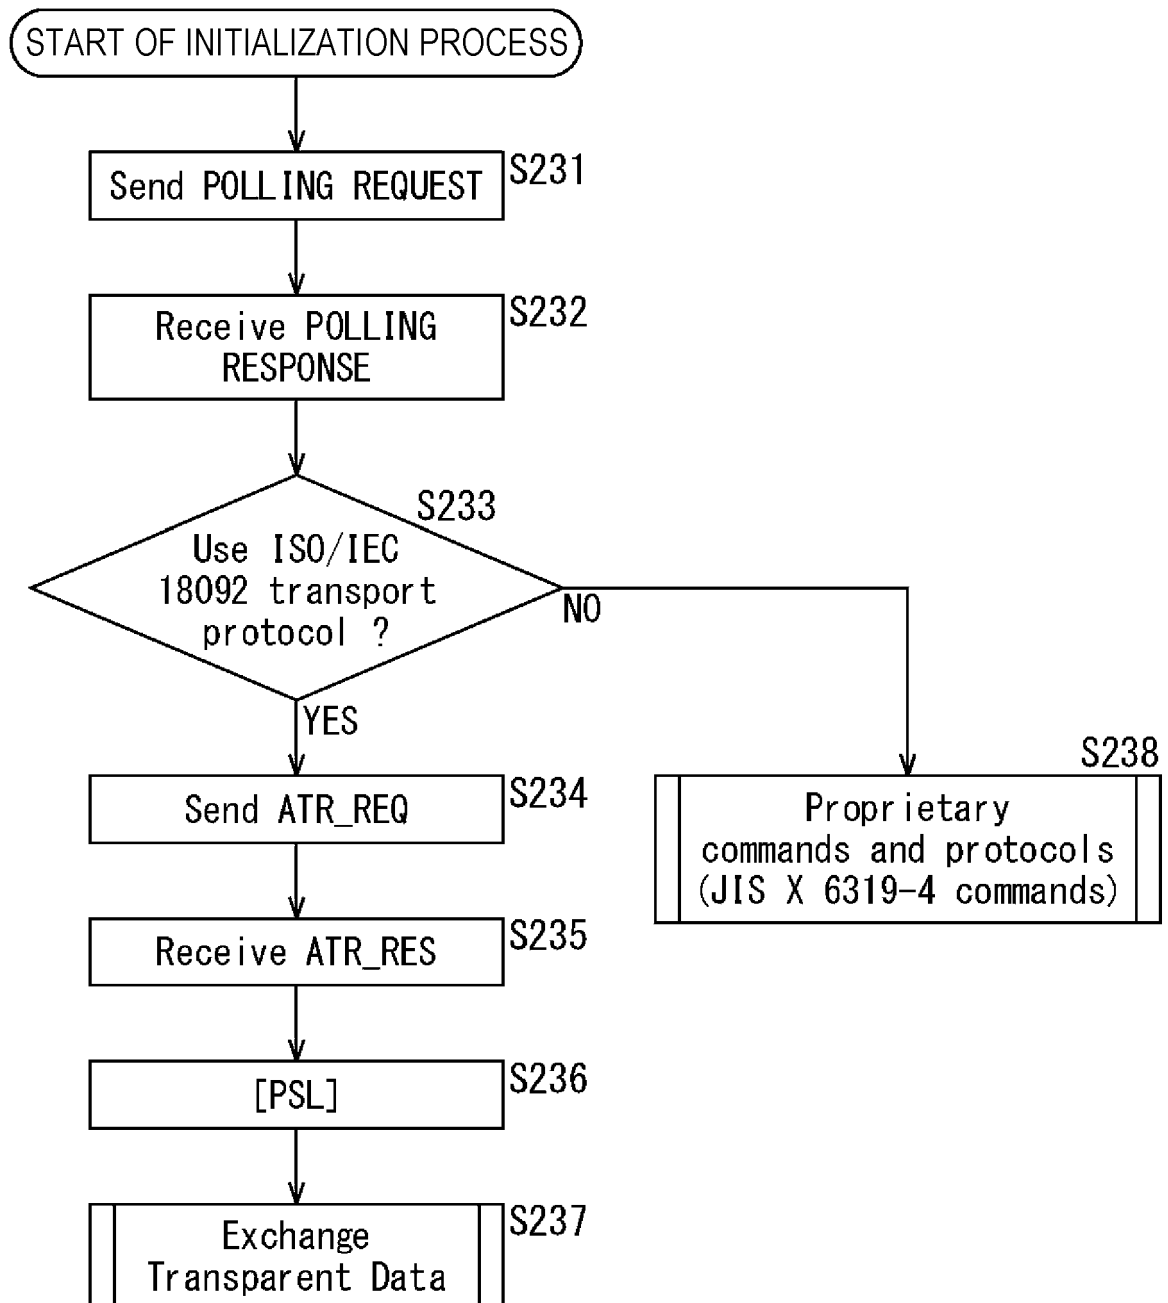 START OF INITIALIZATION PROCESS
S231
Send POLLING REQUEST
S232
Receive POLLING
RESPONSE
S233
Use ISO/IEC
18092 transport
protocol ?
NO
YES
S234
Send ATR_REQ
S238
Proprietary
commands and protocols
(JIS X 6319-4 commands)
S235
Receive ATR_RES
S236
[PSL]
S237
Exchange
Transparent Data